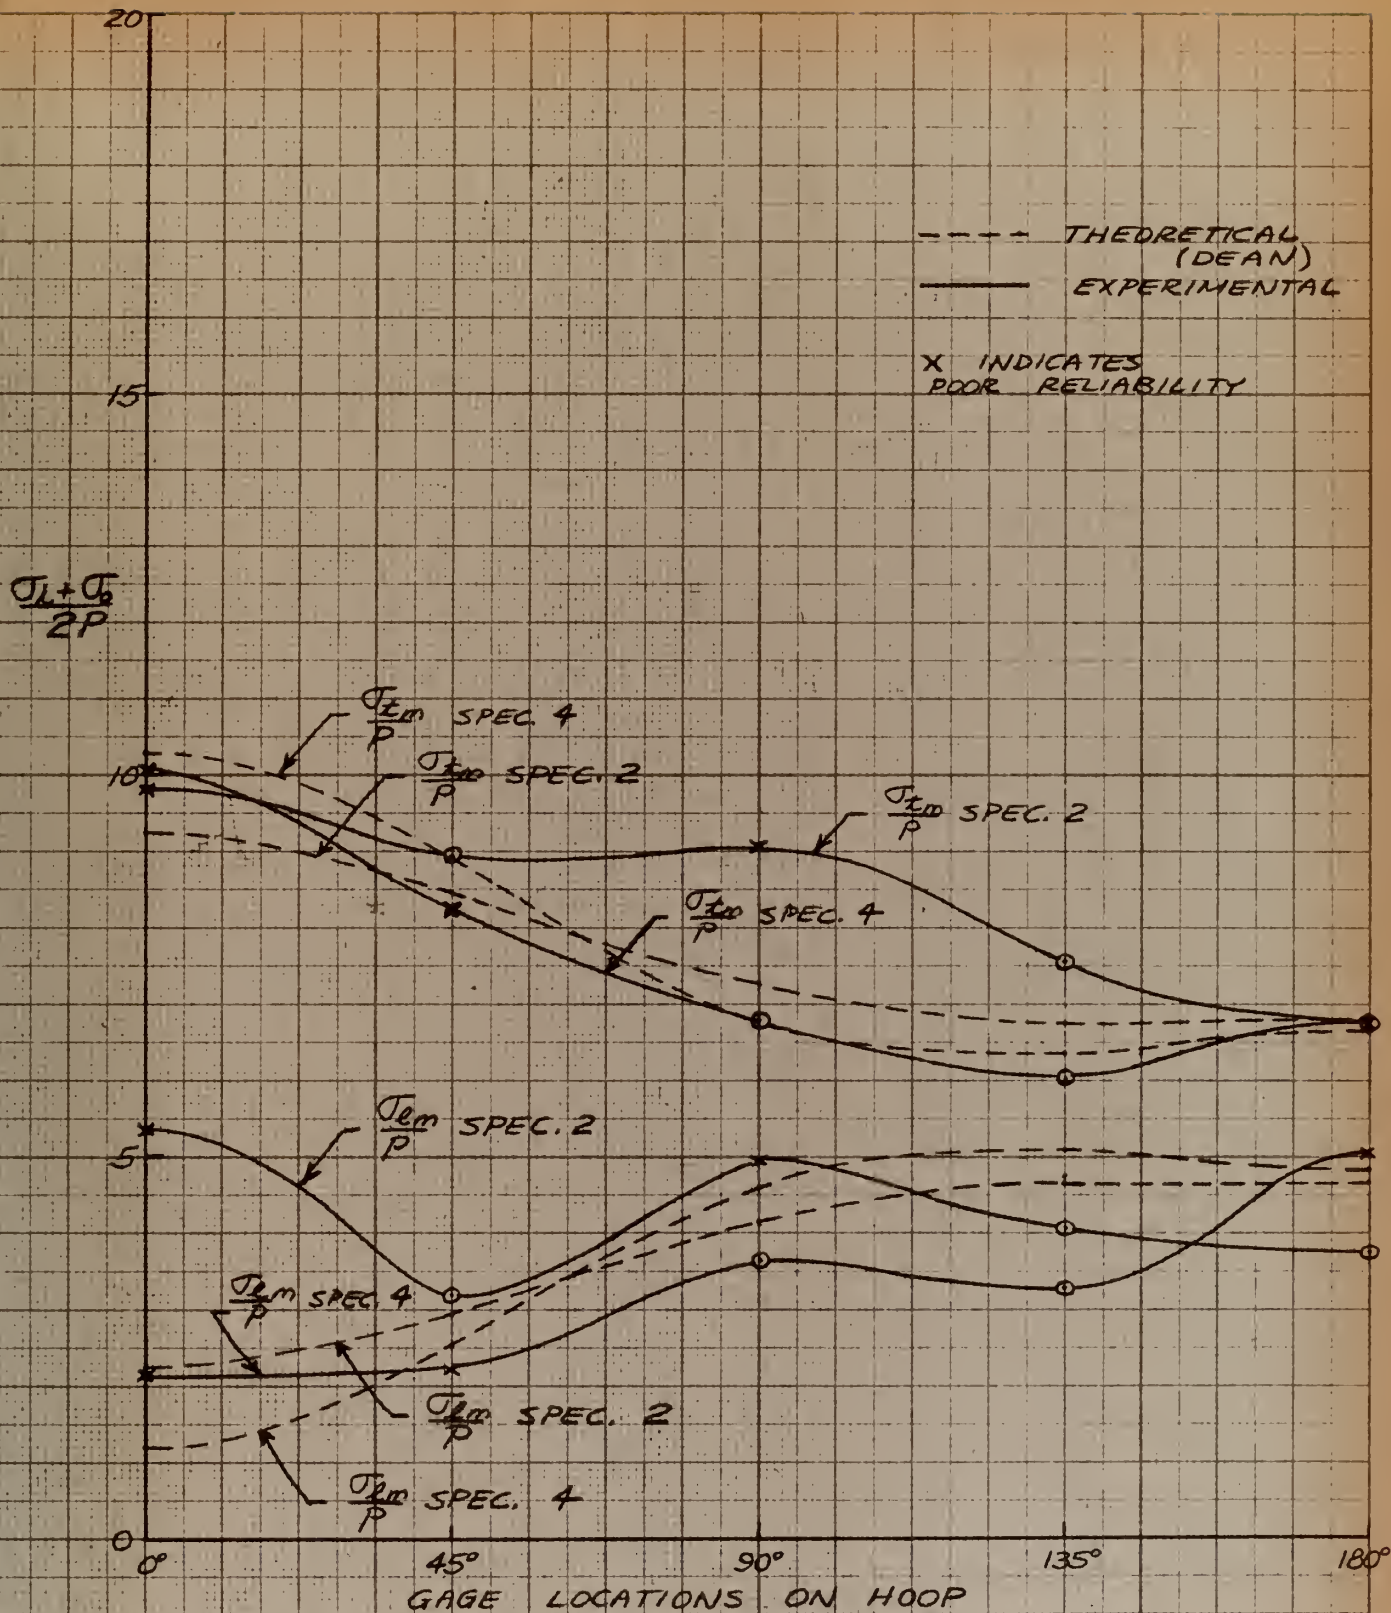 20
THEORETICAL
(DEAN)
EXPERIMENTAL
X INDICATES
POOR RELIABILITY
15
σL + σo
2P
σtm SPEC. 4
P
10
σtm SPEC. 2
P
σtm SPEC. 2
P
σtm SPEC. 4
P
σlm SPEC. 2
P
5
σlm SPEC. 4
P
σlm SPEC. 2
P
σlm SPEC. 4
P
0
0° 45° 90° 135° 180°
GAGE LOCATIONS ON HOOP